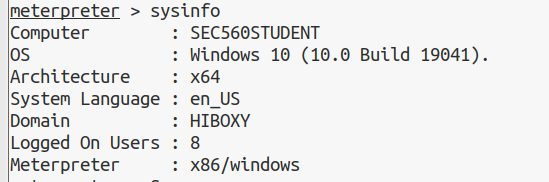 meterpreter > sysinfo
Computer        : SEC560STUDENT
OS              : Windows 10 (10.0 Build 19041).
Architecture    : x64
System Language : en_US
Domain          : HIBOXY
Logged On Users : 8
Meterpreter     : x86/windows